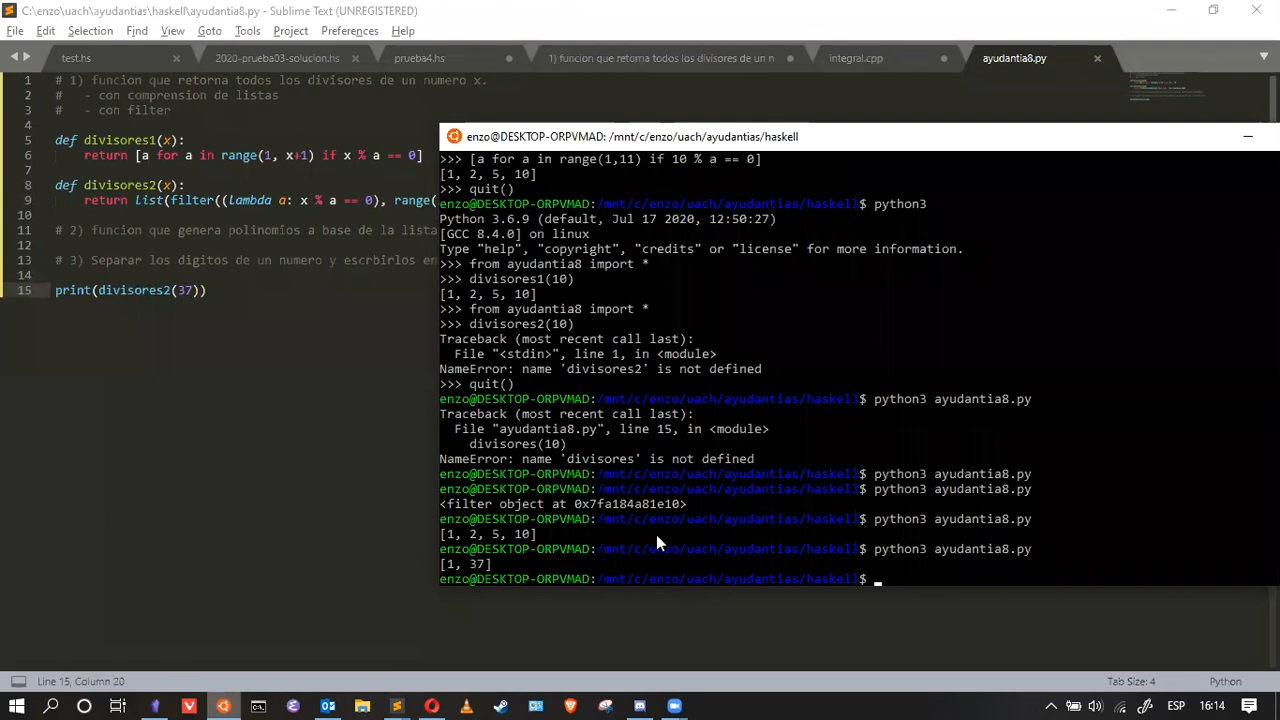 C:\enzo\uach\ayudantias\haskell\ayudantia8.py - Sublime Text (UNREGISTERED)
File Edit Selection Find View Goto Tools Project Preferences Help
test.hs 2020-prueba03-solucion.hs prueba4.hs 1) funcion que retorna todos los divisores de un n integral.cpp ayudantia8.py
1 # 1) funcion que retorna todos los divisores de un numero x.
2 #   - con comprension de listas
3 #   - con filter
4
5 def divisores1(x):
6     return [a for a in range(1, x+1) if x % a == 0]
7
8 def divisores2(x):
9     return list(filter((lambda a: x % a == 0), range(
10
11 # 2) funcion que genera polinomios a base de la lista
12
13 # 3) Separar los digitos de un numero y escrbirlos en
14
15 print(divisores2(37))
enzo@DESKTOP-ORPVMAD: /mnt/c/enzo/uach/ayudantias/haskell
>>> [a for a in range(1,11) if 10 % a == 0]
[1, 2, 5, 10]
>>> quit()
enzo@DESKTOP-ORPVMAD:/mnt/c/enzo/uach/ayudantias/haskell$ python3
Python 3.6.9 (default, Jul 17 2020, 12:50:27)
[GCC 8.4.0] on linux
Type "help", "copyright", "credits" or "license" for more information.
>>> from ayudantia8 import *
>>> divisores1(10)
[1, 2, 5, 10]
>>> from ayudantia8 import *
>>> divisores2(10)
Traceback (most recent call last):
  File "<stdin>", line 1, in <module>
NameError: name 'divisores2' is not defined
>>> quit()
enzo@DESKTOP-ORPVMAD:/mnt/c/enzo/uach/ayudantias/haskell$ python3 ayudantia8.py
Traceback (most recent call last):
  File "ayudantia8.py", line 15, in <module>
    divisores(10)
NameError: name 'divisores' is not defined
enzo@DESKTOP-ORPVMAD:/mnt/c/enzo/uach/ayudantias/haskell$ python3 ayudantia8.py
enzo@DESKTOP-ORPVMAD:/mnt/c/enzo/uach/ayudantias/haskell$ python3 ayudantia8.py
<filter object at 0x7fa184a81e10>
enzo@DESKTOP-ORPVMAD:/mnt/c/enzo/uach/ayudantias/haskell$ python3 ayudantia8.py
[1, 2, 5, 10]
enzo@DESKTOP-ORPVMAD:/mnt/c/enzo/uach/ayudantias/haskell$ python3 ayudantia8.py
[1, 37]
enzo@DESKTOP-ORPVMAD:/mnt/c/enzo/uach/ayudantias/haskell$
Line 15, Column 20 Tab Size: 4 Python
ESP 16:14